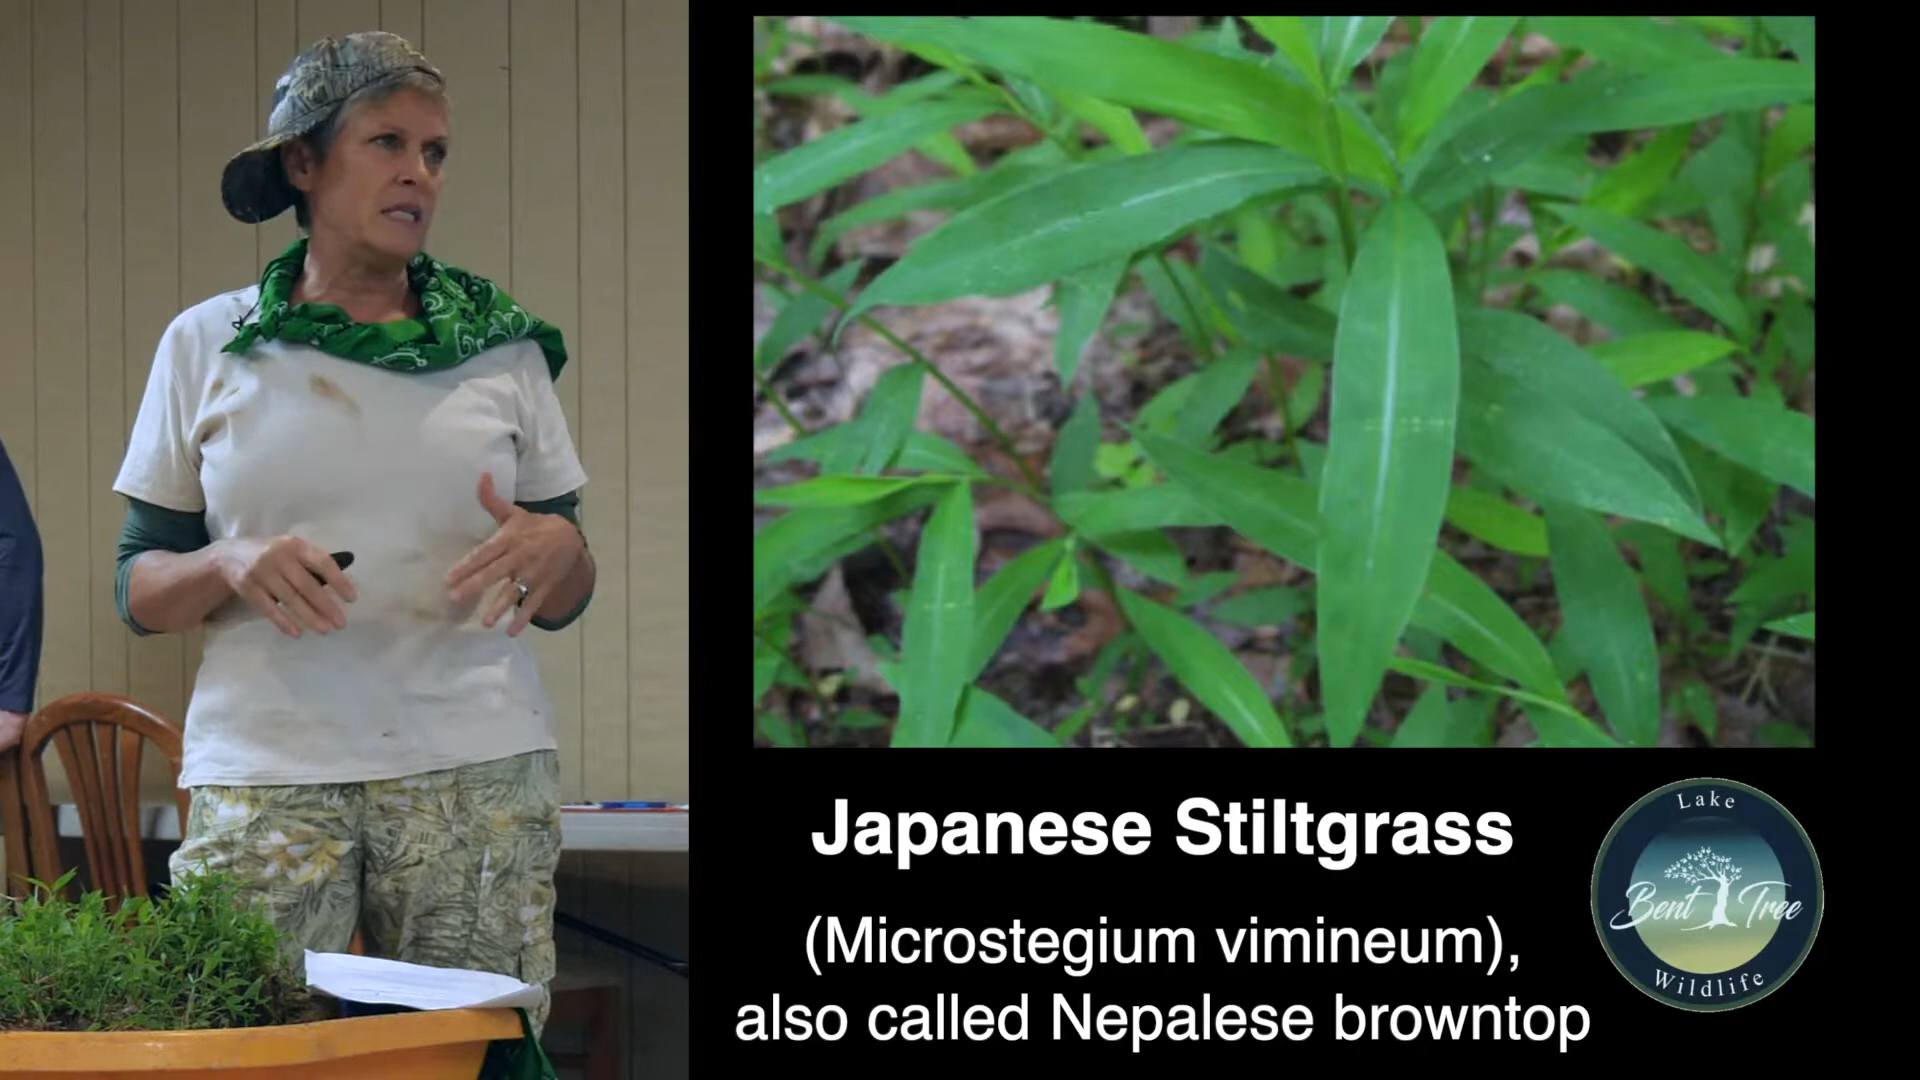 Japanese Stiltgrass
(Microstegium vimineum),
also called Nepalese browntop
Lake
Bent Tree
Wildlife